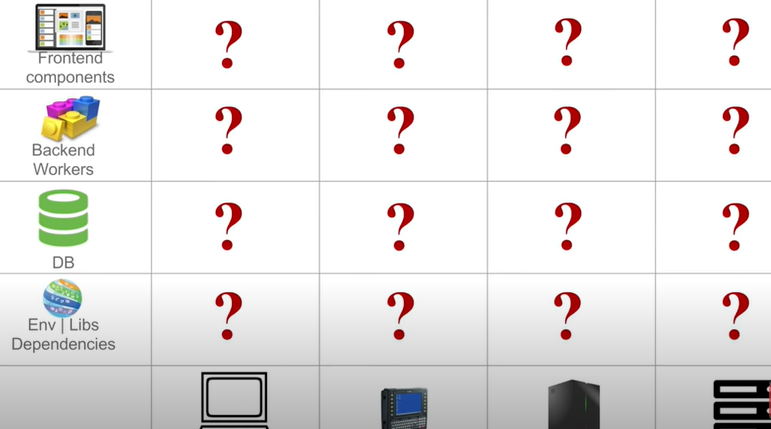 Frontend
components
? ? ? ?
Backend
Workers
? ? ? ?
DB
? ? ? ?
Env | Libs
Dependencies
? ? ? ?